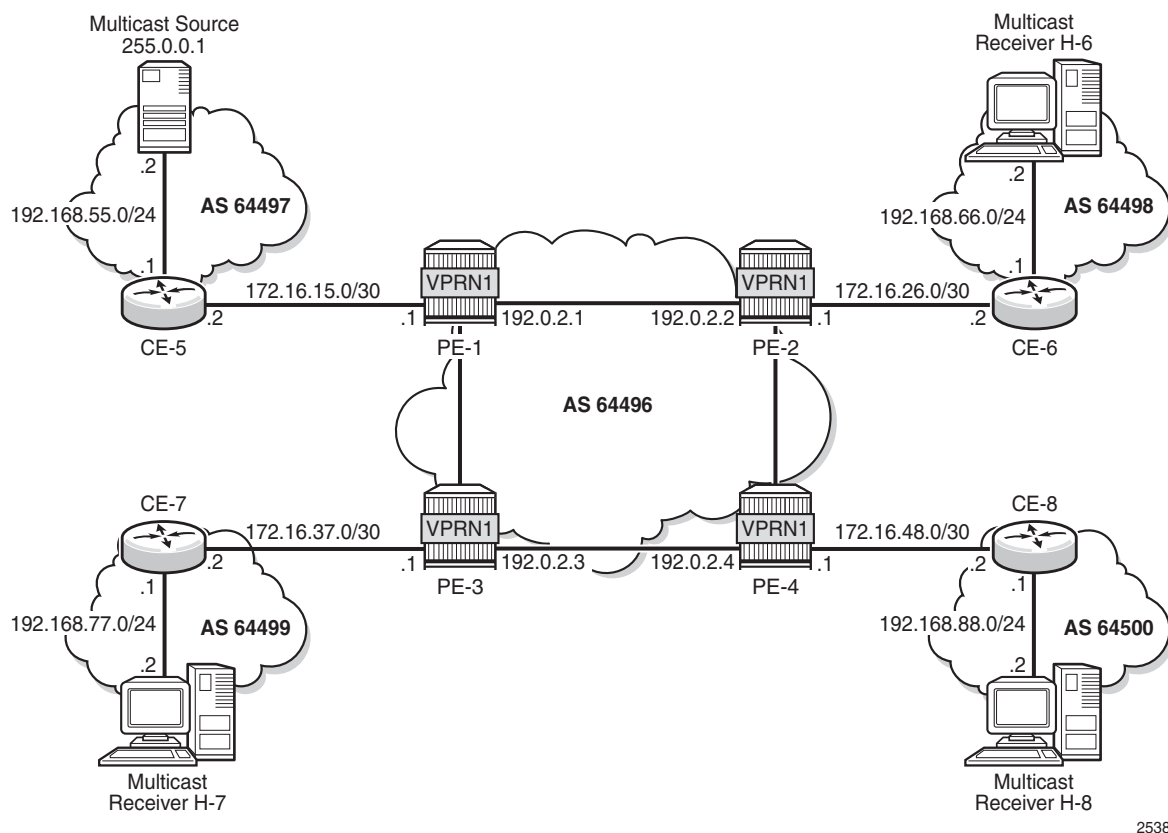 Multicast Source
255.0.0.1
Multicast
Receiver H-6
.2
192.168.55.0/24
AS 64497
.1
.2
192.168.66.0/24
AS 64498
.1
CE-5
.2
172.16.15.0/30
.1
VPRN1
PE-1
192.0.2.1
192.0.2.2
VPRN1
PE-2
.1
172.16.26.0/30
.2
CE-6
AS 64496
CE-7
.2
172.16.37.0/30
.1
VPRN1
PE-3
192.0.2.3
192.0.2.4
VPRN1
PE-4
.1
172.16.48.0/30
.2
CE-8
.1
192.168.77.0/24
AS 64499
.2
Multicast
Receiver H-7
.1
192.168.88.0/24
AS 64500
.2
Multicast
Receiver H-8